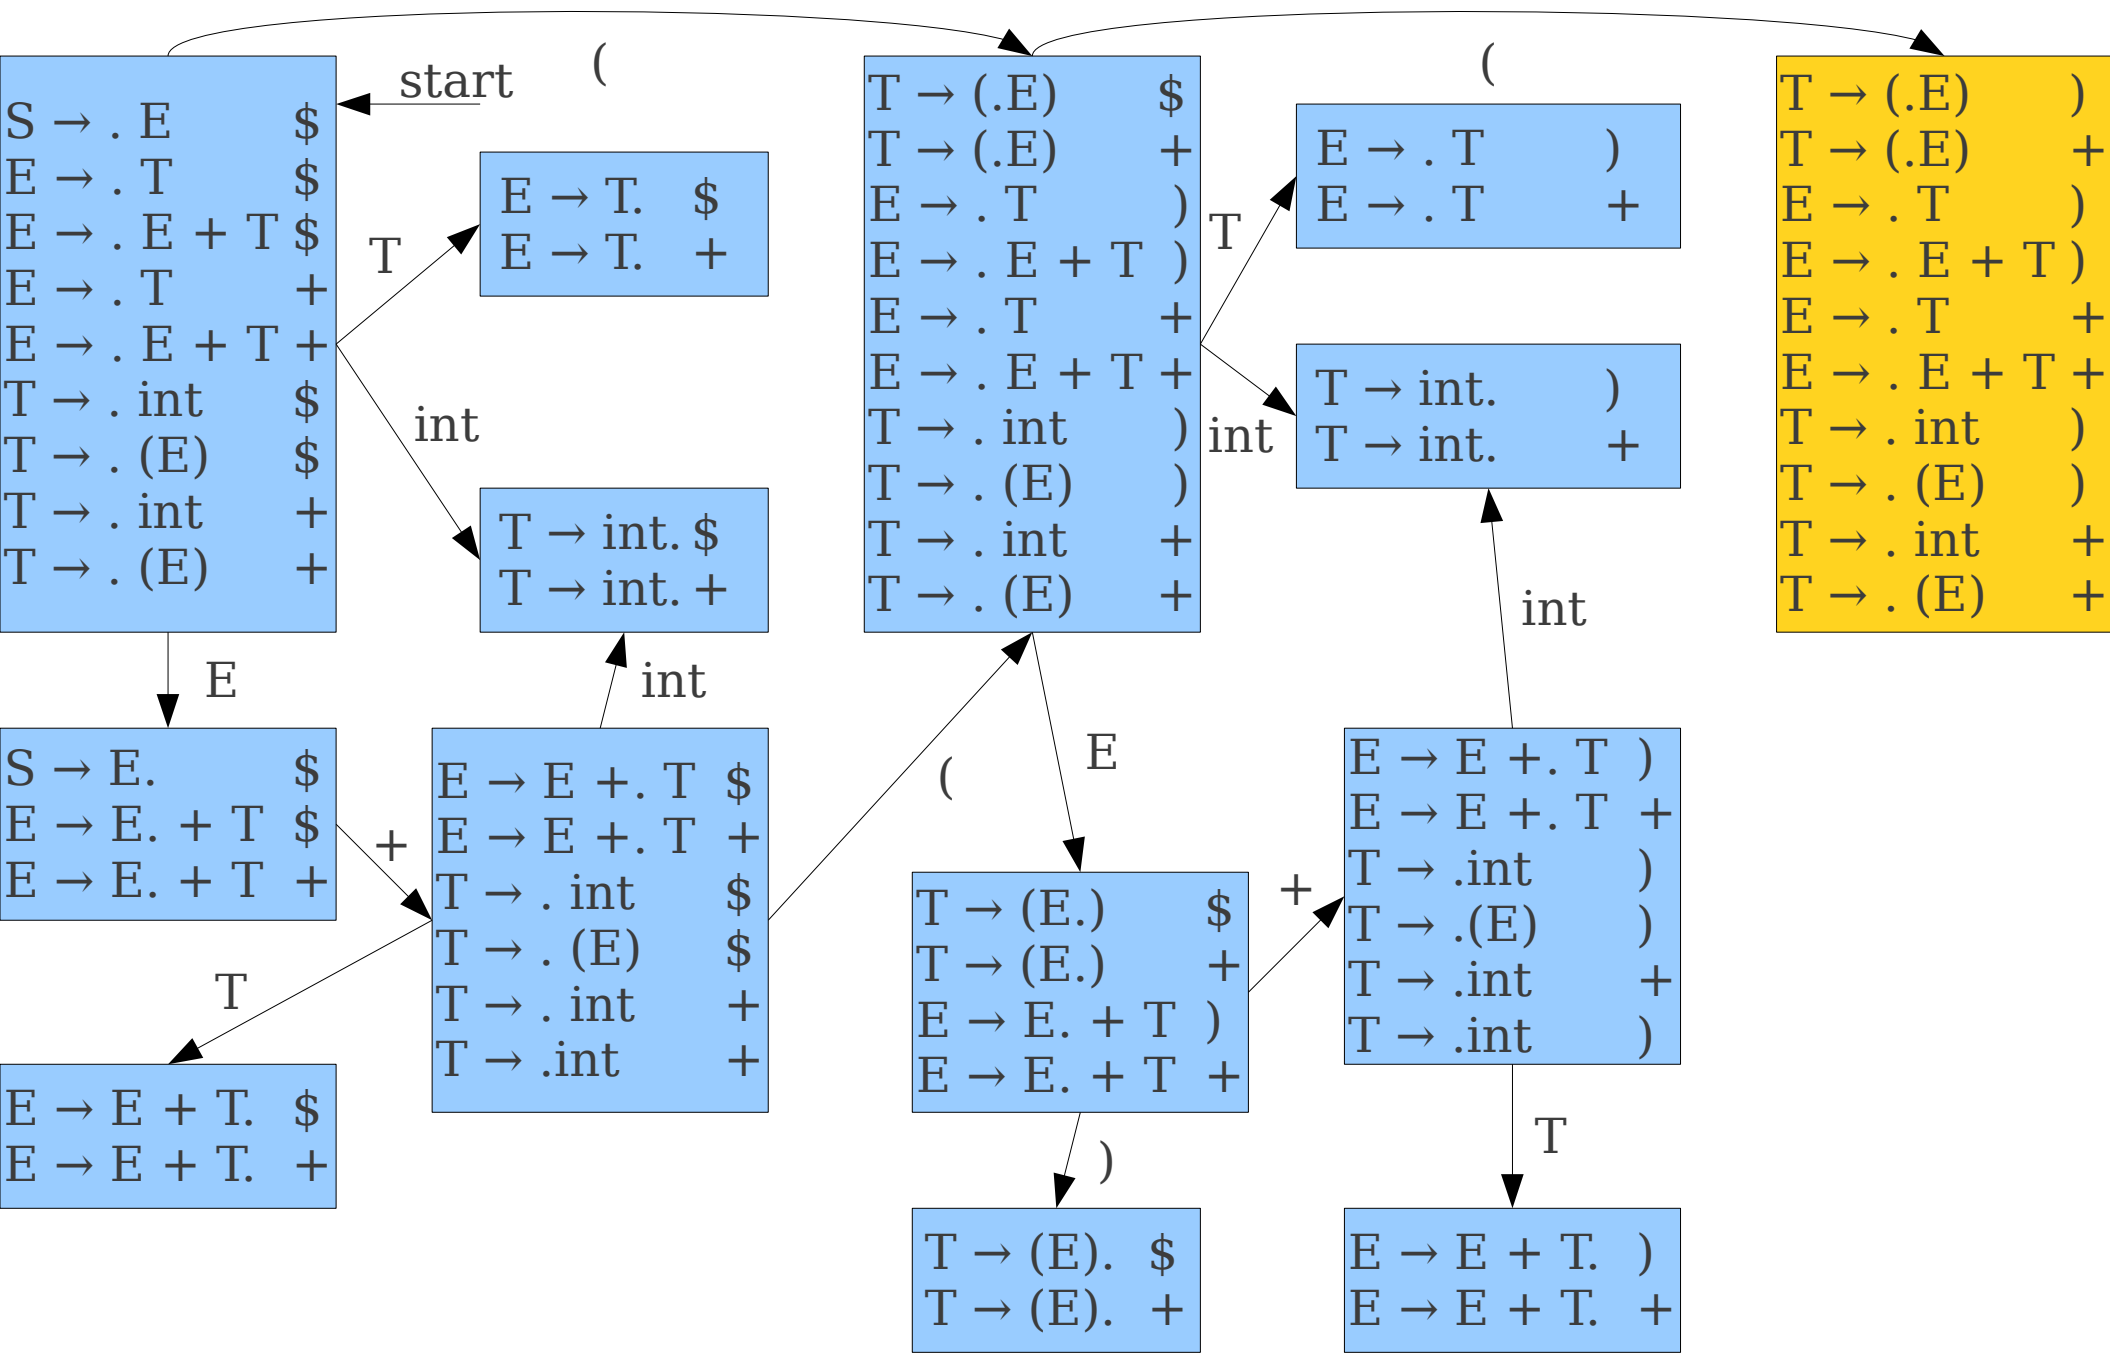 (
(
start
S → . E $
E → . T $
E → . E + T $
E → . T +
E → . E + T +
T → . int $
T → . (E) $
T → . int +
T → . (E) +
T
E → T. $
E → T. +
int
T → int. $
T → int. +
T → (.E) $
T → (.E) +
E → . T )
E → . E + T )
E → . T +
E → . E + T +
T → . int )
T → . (E) )
T → . int +
T → . (E) +
T
E → . T )
E → . T +
int
T → int. )
T → int. +
T → (.E) )
T → (.E) +
E → . T )
E → . E + T )
E → . T +
E → . E + T +
T → . int )
T → . (E) )
T → . int +
T → . (E) +
E
int
(
E
int
S → E. $
E → E. + T $
E → E. + T +
+
E → E +. T $
E → E +. T +
T → . int $
T → . (E) $
T → . int +
T → .int +
T
E → E + T. $
E → E + T. +
T → (E.) $
T → (E.) +
E → E. + T )
E → E. + T +
+
E → E +. T )
E → E +. T +
T → .int )
T → .(E) )
T → .int +
T → .int )
)
T
T → (E). $
T → (E). +
E → E + T. )
E → E + T. +